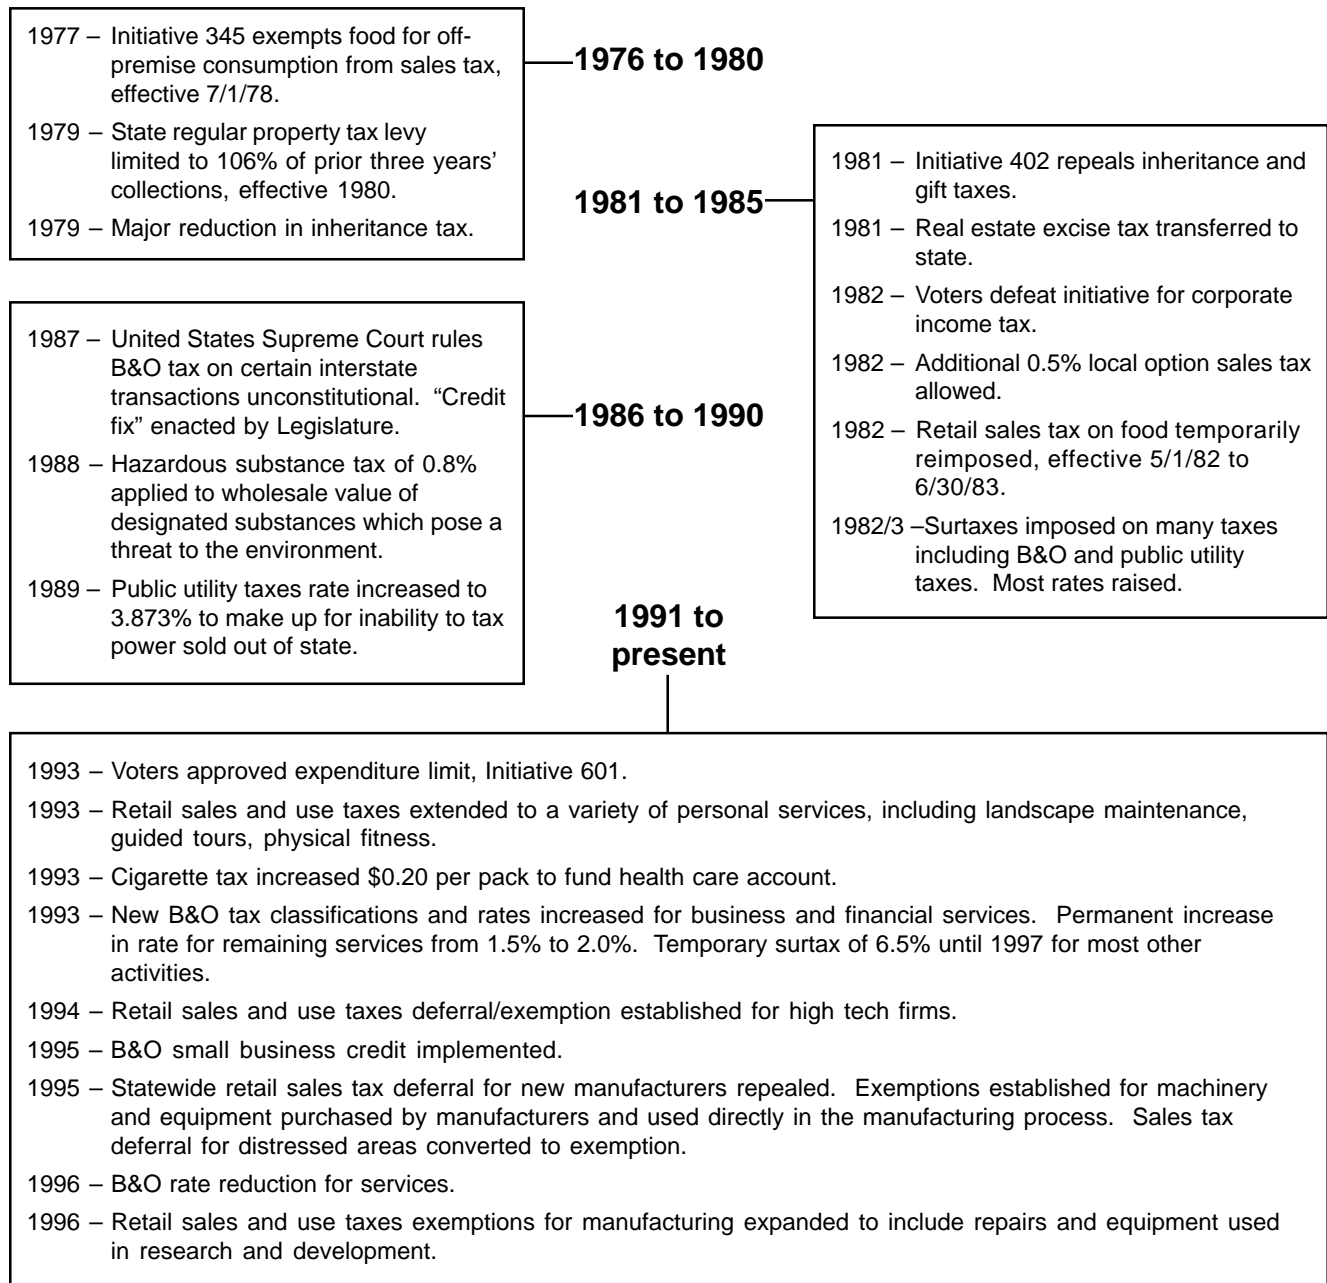 1977 – Initiative 345 exempts food for off-
premise consumption from sales tax,
effective 7/1/78.
1979 – State regular property tax levy
limited to 106% of prior three years’
collections, effective 1980.
1979 – Major reduction in inheritance tax.
1976 to 1980
1981 to 1985
1981 – Initiative 402 repeals inheritance and
gift taxes.
1981 – Real estate excise tax transferred to
state.
1982 – Voters defeat initiative for corporate
income tax.
1982 – Additional 0.5% local option sales tax
allowed.
1982 – Retail sales tax on food temporarily
reimposed, effective 5/1/82 to
6/30/83.
1982/3 –Surtaxes imposed on many taxes
including B&O and public utility
taxes.  Most rates raised.
1987 – United States Supreme Court rules
B&O tax on certain interstate
transactions unconstitutional.  “Credit
fix” enacted by Legislature.
1988 – Hazardous substance tax of 0.8%
applied to wholesale value of
designated substances which pose a
threat to the environment.
1989 – Public utility taxes rate increased to
3.873% to make up for inability to tax
power sold out of state.
1986 to 1990
1991 to
present
1993 – Voters approved expenditure limit, Initiative 601.
1993 – Retail sales and use taxes extended to a variety of personal services, including landscape maintenance,
guided tours, physical fitness.
1993 – Cigarette tax increased $0.20 per pack to fund health care account.
1993 – New B&O tax classifications and rates increased for business and financial services.  Permanent increase
in rate for remaining services from 1.5% to 2.0%.  Temporary surtax of 6.5% until 1997 for most other
activities.
1994 – Retail sales and use taxes deferral/exemption established for high tech firms.
1995 – B&O small business credit implemented.
1995 – Statewide retail sales tax deferral for new manufacturers repealed.  Exemptions established for machinery
and equipment purchased by manufacturers and used directly in the manufacturing process.  Sales tax
deferral for distressed areas converted to exemption.
1996 – B&O rate reduction for services.
1996 – Retail sales and use taxes exemptions for manufacturing expanded to include repairs and equipment used
in research and development.